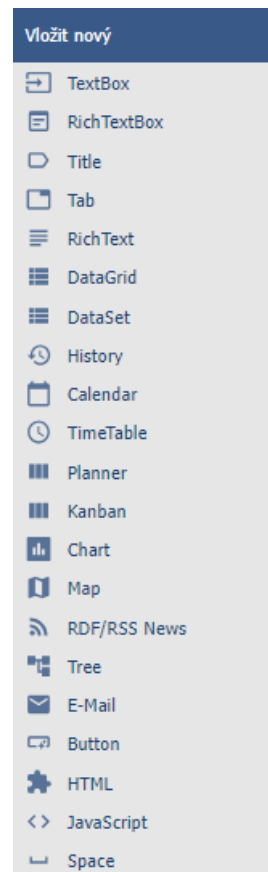 Vložit nový
TextBox
RichTextBox
Title
Tab
RichText
DataGrid
DataSet
History
Calendar
TimeTable
Planner
Kanban
Chart
Map
RDF/RSS News
Tree
E-Mail
Button
HTML
JavaScript
Space